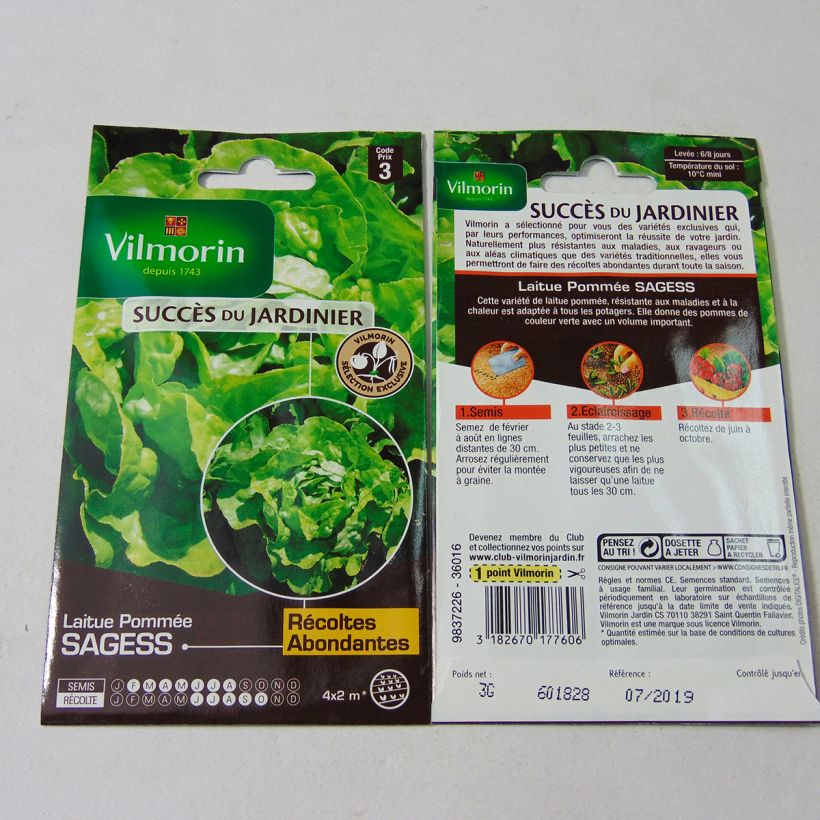 Code
Prix
3
Vilmorin
depuis 1743
SUCCÈS DU JARDINIER
VILMORIN
SÉLECTION EXCLUSIVE
Laitue Pommée
SAGESS
Récoltes
Abondantes
SEMIS J F M A M J J A S O N D
RÉCOLTE J F M A M J J A S O N D
4x2 m*
Vilmorin
depuis 1743
Levée : 6/8 jours
Température du sol :
10°C mini
SUCCÈS DU JARDINIER
Vilmorin a sélectionné pour vous des variétés exclusives qui,
par leurs performances, optimiseront la réussite de votre jardin.
Naturellement plus résistantes aux maladies, aux ravageurs ou
aux aléas climatiques que des variétés traditionnelles, elles vous
permettront de faire des récoltes abondantes durant toute la saison.
Laitue Pommée SAGESS
Cette variété de laitue pommée, résistante aux maladies et à la
chaleur est adaptée à tous les potagers. Elle donne des pommes de
couleur verte avec un volume important.
1.Semis
Semez de février
à août en lignes
distantes de 30 cm.
Arrosez régulièrement
pour éviter la montée
à graine.
2.Eclaircissage
Au stade 2-3
feuilles, arrachez les
plus petites et ne
conservez que les plus
vigoureuses afin de ne
laisser qu'une laitue
tous les 30 cm.
3.Récolte
Récoltez de juin à
octobre.
Devenez membre du Club
et collectionnez vos points sur
www.club-vilmorinjardin.fr
1 point Vilmorin
9837226 - 36016
3 182670 177606
PENSEZ
AU TRI !
DOSETTE
À JETER
SACHET
PAPIER
À RECYCLER
CONSIGNE POUVANT VARIER LOCALEMENT > WWW.CONSIGNESDETRI.FR
Règles et normes CE. Semences standard. Semences
à usage familial. Leur germination est contrôlée
périodiquement en laboratoire sur échantillons de
référence jusqu'à la date limite de vente indiquée.
Vilmorin Jardin CS 70110 38291 Saint Quentin Fallavier.
Vilmorin est une marque sous licence Vilmorin.
* Quantité estimée sur la base de conditions de cultures
optimales.
Crédits photos DIGITALICE® - Reproduction même partielle interdite
Poids net : Référence : Contrôlé jusqu'en
3G 601828 07/2019